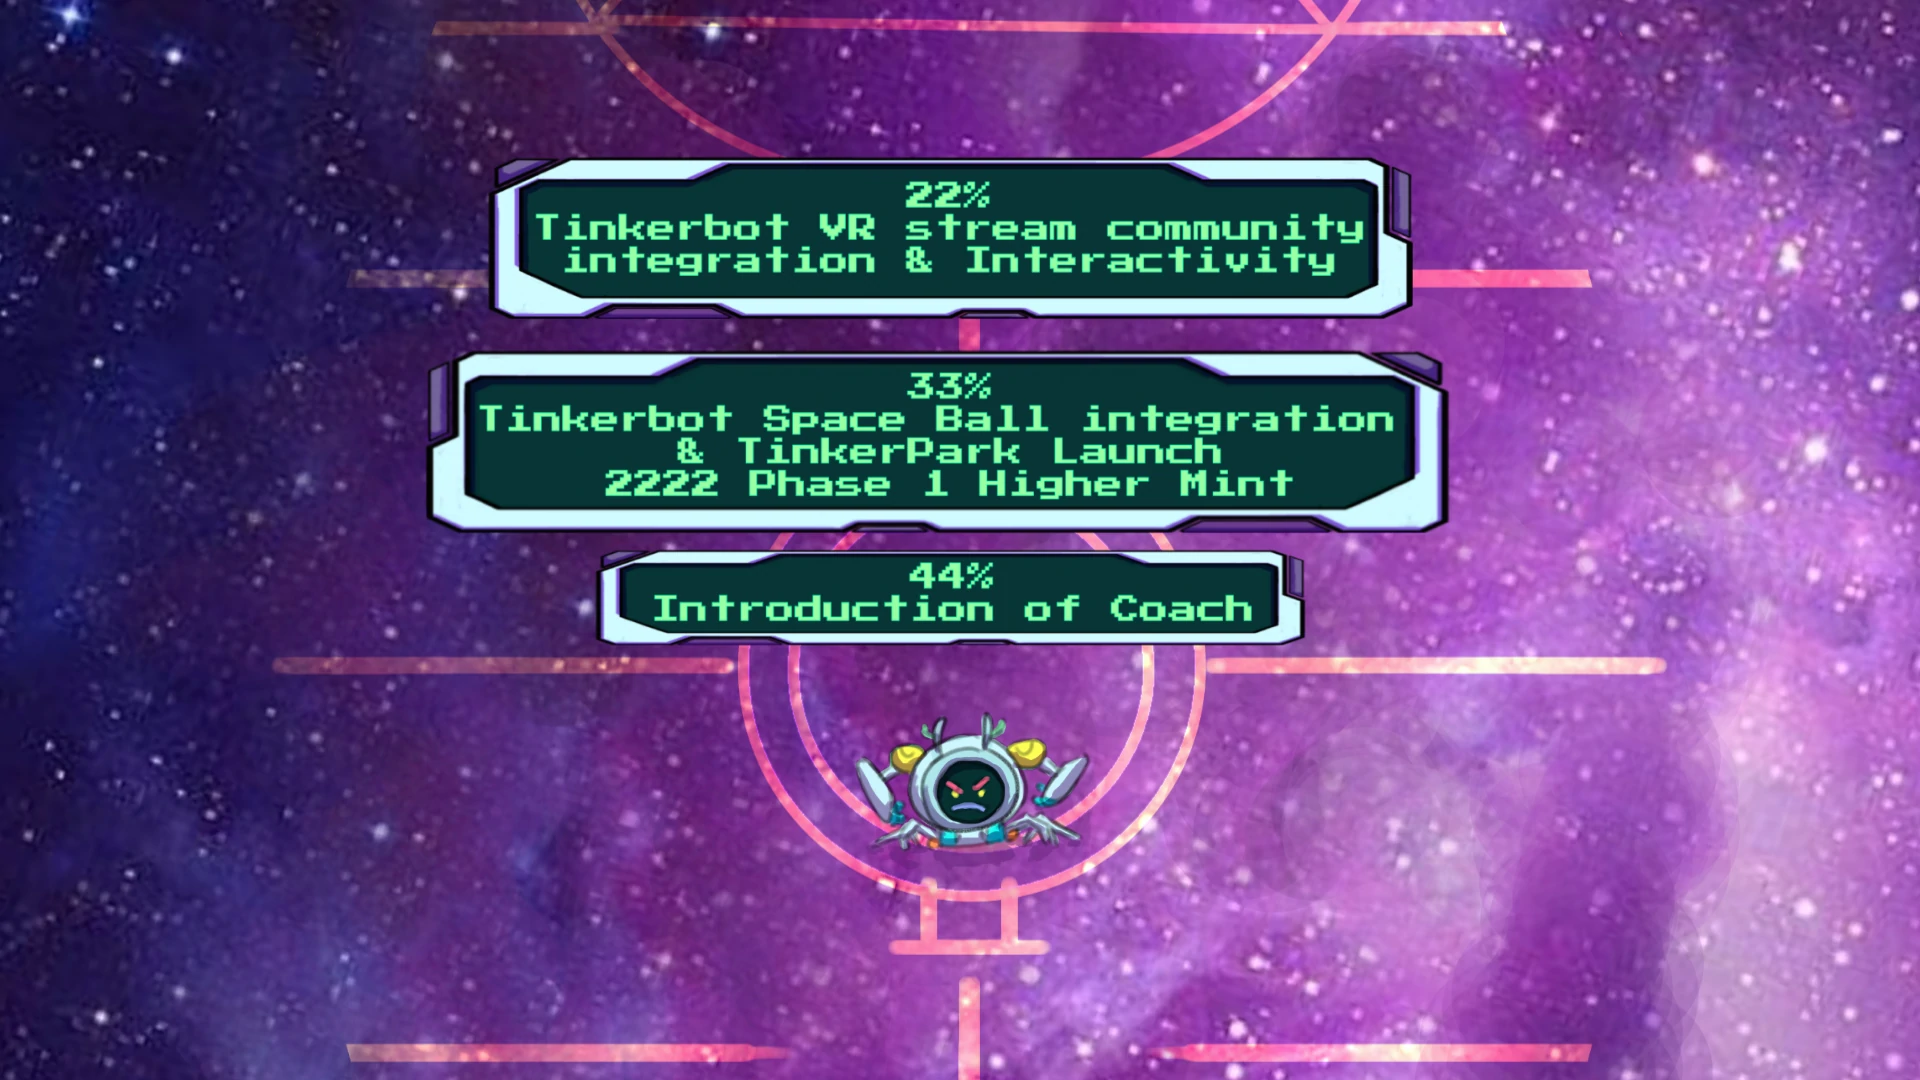 22%
Tinkerbot VR stream community
integration & Interactivity
33%
Tinkerbot Space Ball integration
& TinkerPark Launch
2222 Phase 1 Higher Mint
44%
Introduction of Coach